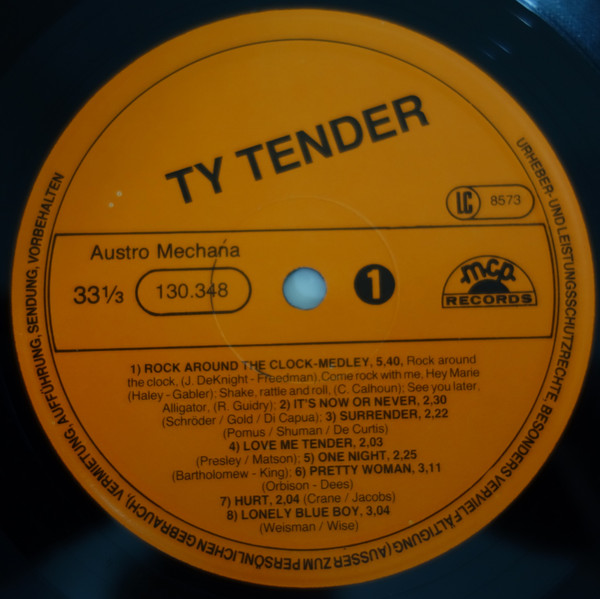 TY TENDER
LC 8573
Austro Mechana
33 1/3 130.348 1 mcp RECORDS
1) ROCK AROUND THE CLOCK-MEDLEY, 5,40, Rock around
the clock, (J. DeKnight - Freedman) Come rock with me, Hey Marie
(Haley - Gabler): Shake, rattle and roll, (C. Calhoun): See you later,
Alligator, (R. Guidry) 2) IT'S NOW OR NEVER, 2,30
(Schröder / Gold / Di Capua) 3) SURRENDER, 2,22
(Pomus / Shuman / De Curtis)
4) LOVE ME TENDER, 2,03
(Presley / Matson) 5) ONE NIGHT, 2,25
(Bartholomew - King) 6) PRETTY WOMAN, 3,11
(Orbison - Dees)
7) HURT, 2,04 (Crane / Jacobs)
8) LONELY BLUE BOY, 3,04
(Weisman / Wise)
URHEBER- UND LEISTUNGSSCHUTZRECHTE, BESONDERS VERVIELFÄLTIGUNG (AUSSER ZUM PERSÖNLICHEN GEBRAUCH), VERMIETUNG, AUFFÜHRUNG, SENDUNG, VORBEHALTEN